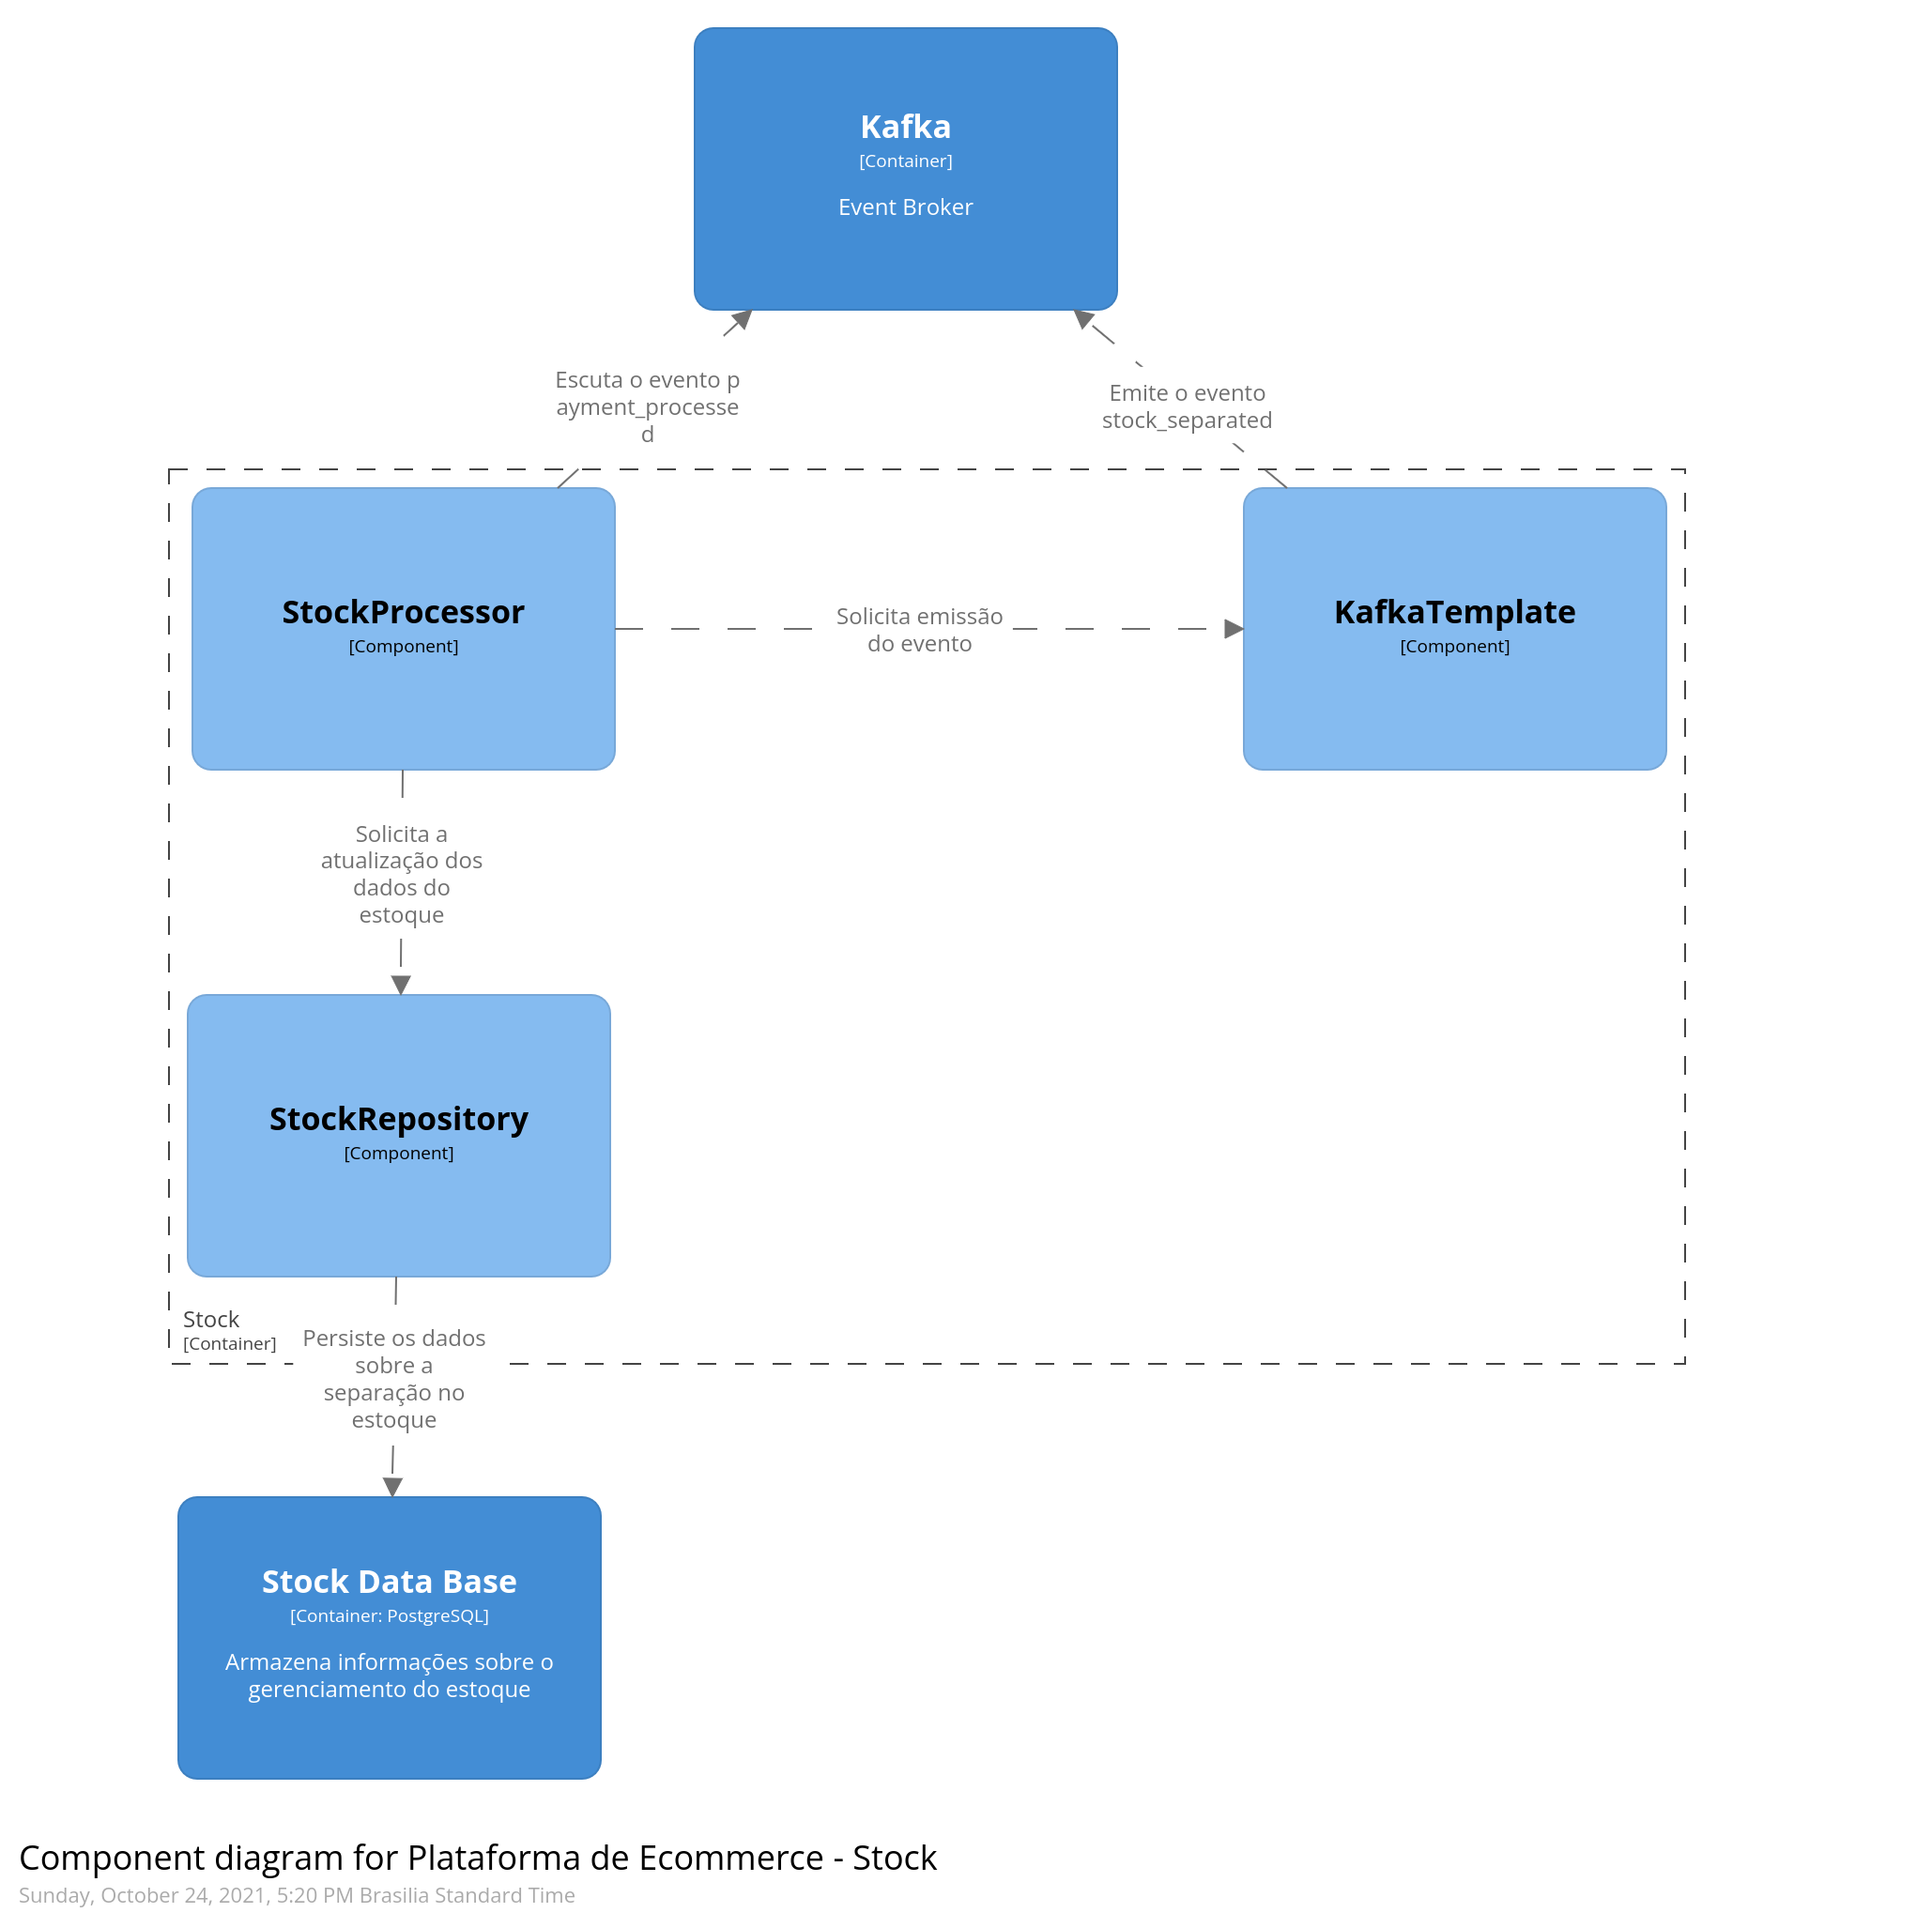 Kafka
[Container]
Event Broker
Escuta o evento p
ayment_processe
d
Emite o evento
stock_separated
StockProcessor
[Component]
Solicita emissão
do evento
KafkaTemplate
[Component]
Solicita a
atualização dos
dados do
estoque
StockRepository
[Component]
Stock
[Container]
Persiste os dados
sobre a
separação no
estoque
Stock Data Base
[Container: PostgreSQL]
Armazena informações sobre o
gerenciamento do estoque
Component diagram for Plataforma de Ecommerce - Stock
Sunday, October 24, 2021, 5:20 PM Brasilia Standard Time